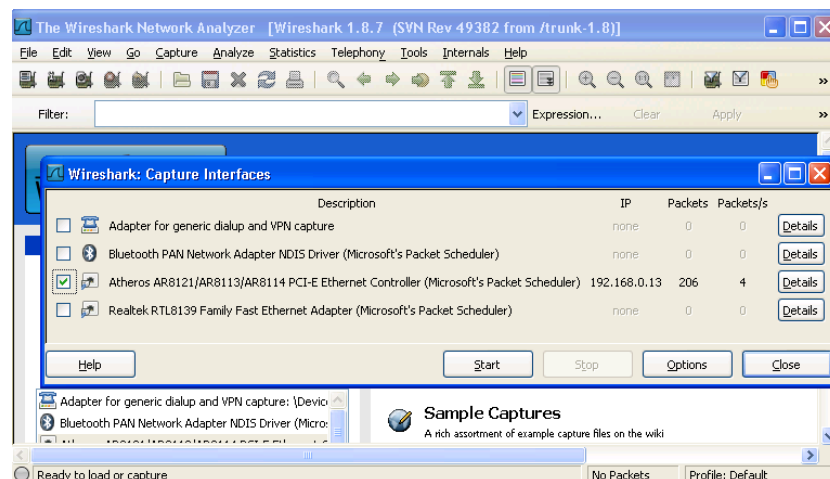 The Wireshark Network Analyzer [Wireshark 1.8.7 (SVN Rev 49382 from /trunk-1.8)]
File Edit View Go Capture Analyze Statistics Telephony Tools Internals Help
Filter: Expression... Clear Apply
Wireshark: Capture Interfaces
Description IP Packets Packets/s
Adapter for generic dialup and VPN capture none 0 0 Details
Bluetooth PAN Network Adapter NDIS Driver (Microsoft's Packet Scheduler) none 0 0 Details
Atheros AR8121/AR8113/AR8114 PCI-E Ethernet Controller (Microsoft's Packet Scheduler) 192.168.0.13 206 4 Details
Realtek RTL8139 Family Fast Ethernet Adapter (Microsoft's Packet Scheduler) none 0 0 Details
Help Start Stop Options Close
Adapter for generic dialup and VPN capture: \Devic
Bluetooth PAN Network Adapter NDIS Driver (Micro
Sample Captures
A rich assortment of example capture files on the wiki
Ready to load or capture No Packets Profile: Default